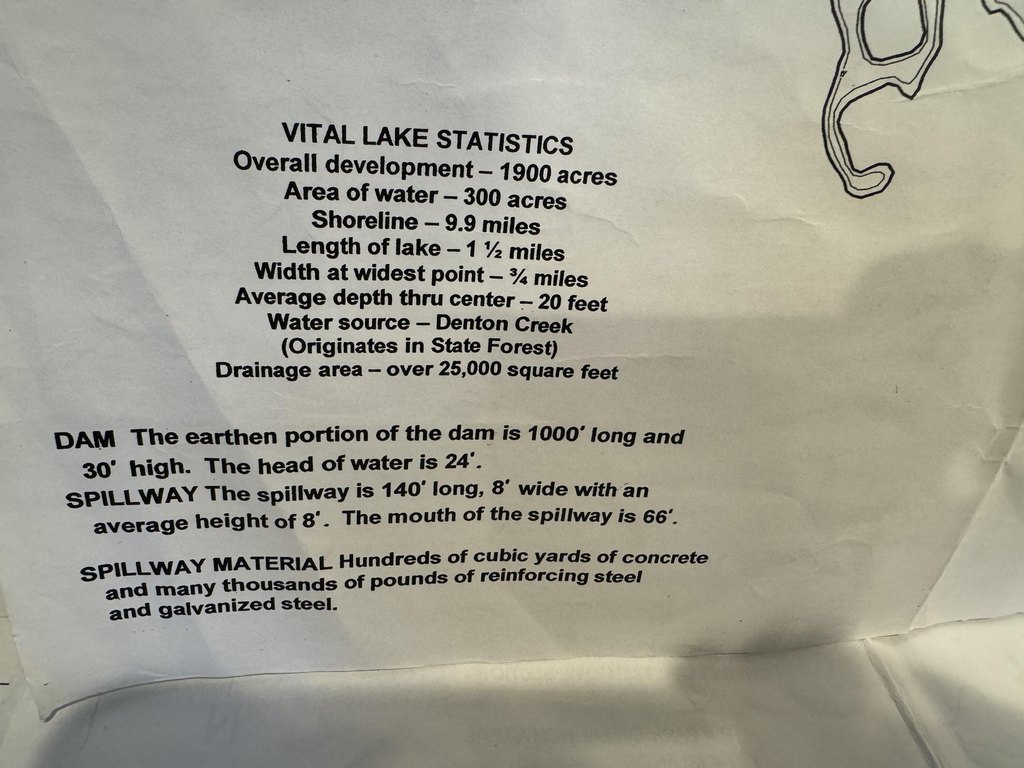 VITAL LAKE STATISTICS
Overall development – 1900 acres
Area of water – 300 acres
Shoreline – 9.9 miles
Length of lake – 1 ½ miles
Width at widest point – ¾ miles
Average depth thru center – 20 feet
Water source – Denton Creek
(Originates in State Forest)
Drainage area – over 25,000 square feet
DAM The earthen portion of the dam is 1000' long and
30' high. The head of water is 24'.
SPILLWAY The spillway is 140' long, 8' wide with an
average height of 8'. The mouth of the spillway is 66'.
SPILLWAY MATERIAL Hundreds of cubic yards of concrete
and many thousands of pounds of reinforcing steel
and galvanized steel.